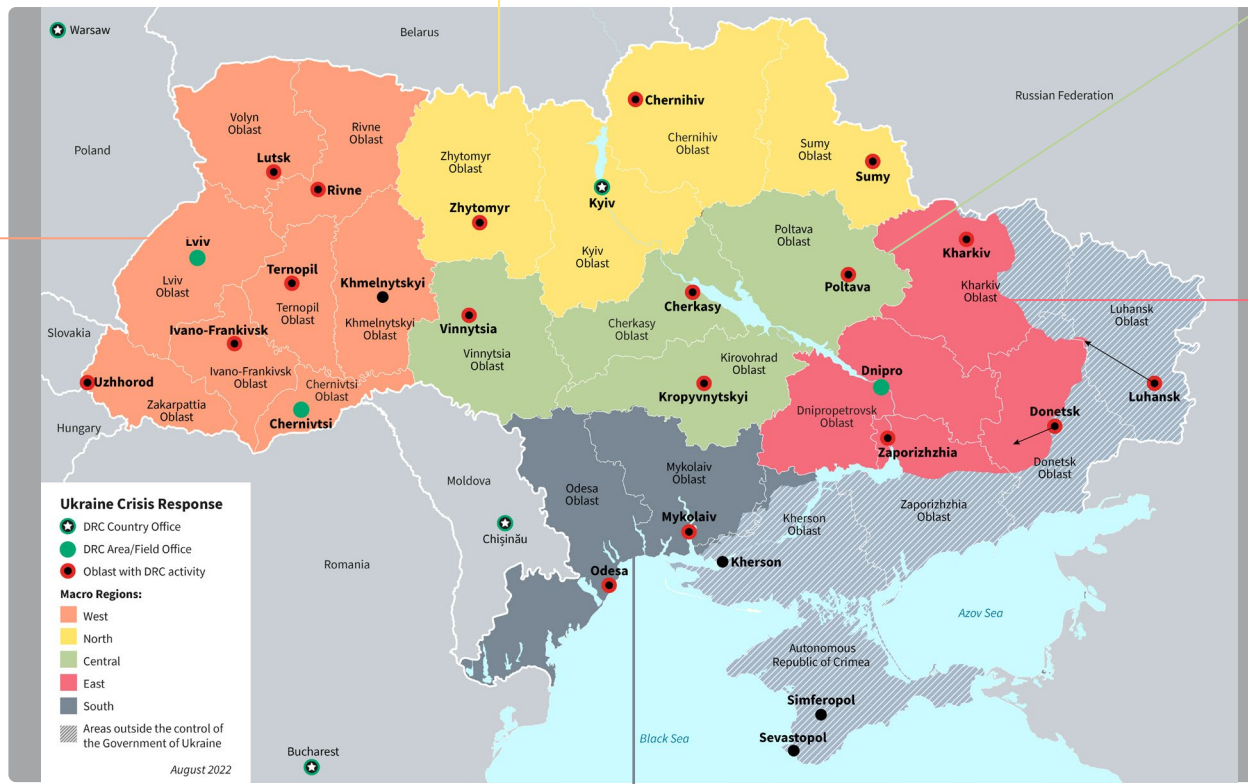 Warsaw
Belarus
Russian Federation
Poland
Chernihiv
Chernihiv
Oblast
Volyn
Oblast
Rivne
Oblast
Lutsk
Rivne
Zhytomyr
Oblast
Zhytomyr
Kyiv
Kyiv
Oblast
Sumy
Oblast
Sumy
Lviv
Lviv
Oblast
Ternopil
Ternopil
Oblast
Khmelnytskyi
Khmelnytskyi
Oblast
Poltava
Oblast
Poltava
Kharkiv
Kharkiv
Oblast
Slovakia
Ivano-Frankivsk
Ivano-Frankivsk
Oblast
Vinnytsia
Vinnytsia
Oblast
Cherkasy
Cherkasy
Oblast
Luhansk
Oblast
Luhansk
Uzhhorod
Zakarpattia
Oblast
Chernivtsi
Oblast
Chernivtsi
Kirovohrad
Oblast
Kropyvnytskyi
Dnipro
Dnipropetrovsk
Oblast
Donetsk
Donetsk
Oblast
Zaporizhzhia
Zaporizhzhia
Oblast
Hungary
Moldova
Chișinău
Romania
Odesa
Oblast
Odesa
Mykolaiv
Oblast
Mykolaiv
Kherson
Oblast
Kherson
Azov Sea
Autonomous
Republic of Crimea
Simferopol
Sevastopol
Black Sea
Bucharest
Ukraine Crisis Response
DRC Country Office
DRC Area/Field Office
Oblast with DRC activity
Macro Regions:
West
North
Central
East
South
Areas outside the control of
the Government of Ukraine
August 2022